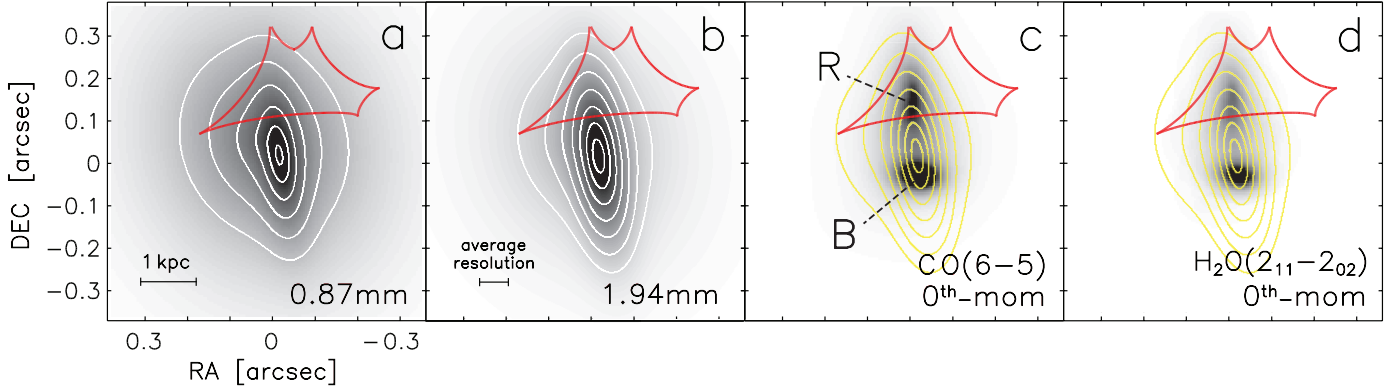 a
b
c
d
DEC [arcsec]
0.3
0.2
0.1
0
−0.1
−0.2
−0.3
R
B
1 kpc
0.87mm
average
resolution
1.94mm
CO(6−5)
0th-mom
H2O(211−202)
0th-mom
0.3
0
−0.3
RA [arcsec]